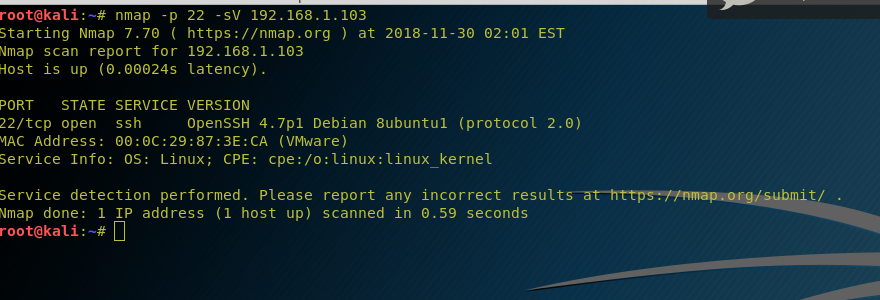 root@kali:~# nmap -p 22 -sV 192.168.1.103
Starting Nmap 7.70 ( https://nmap.org ) at 2018-11-30 02:01 EST
Nmap scan report for 192.168.1.103
Host is up (0.00024s latency).
PORT   STATE SERVICE VERSION
22/tcp open  ssh     OpenSSH 4.7p1 Debian 8ubuntu1 (protocol 2.0)
MAC Address: 00:0C:29:87:3E:CA (VMware)
Service Info: OS: Linux; CPE: cpe:/o:linux:linux_kernel
Service detection performed. Please report any incorrect results at https://nmap.org/submit/ .
Nmap done: 1 IP address (1 host up) scanned in 0.59 seconds
root@kali:~#